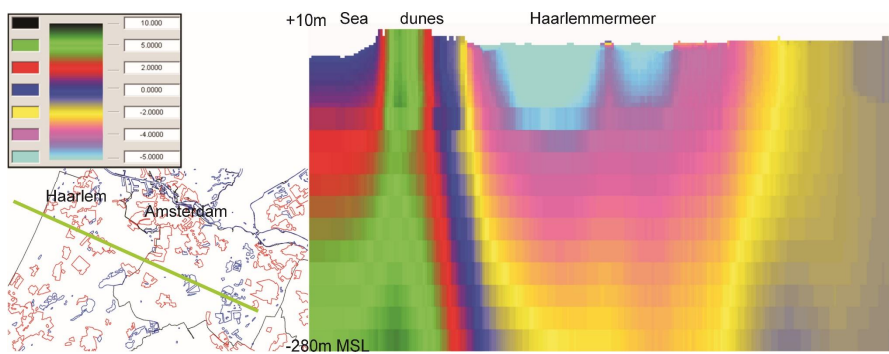 10.000
5.0000
2.0000
0.0000
-2.0000
-4.0000
-5.0000
Haarlem
Amsterdam
+10m Sea dunes Haarlemmermeer
-280m MSL